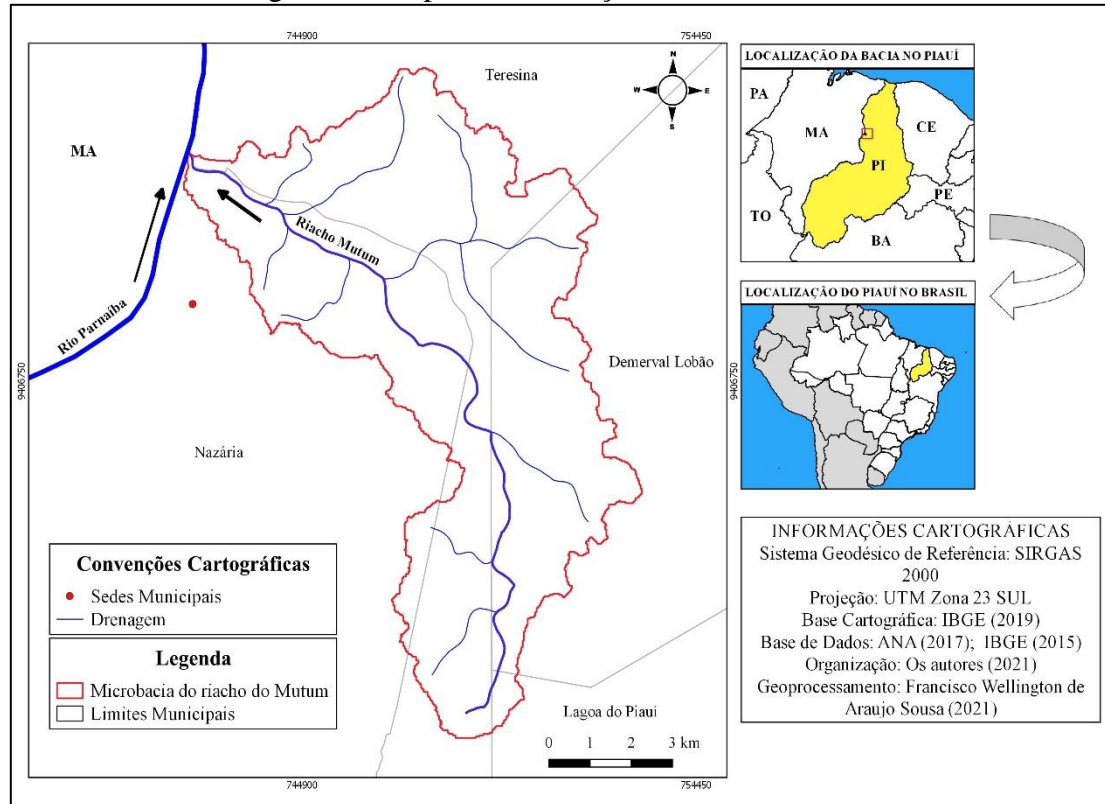 744900
754450
Teresina
N
W
E
S
MA
Riacho Mutum
Rio Parnaíba
Demerval Lobão
9406750
9406750
Nazária
Lagoa do Piauí
Convenções Cartográficas
Sedes Municipais
Drenagem
Legenda
Microbacia do riacho do Mutum
Limites Municipais
0 1 2 3 km
744900
754450
LOCALIZAÇÃO DA BACIA NO PIAUÍ
PA
MA
CE
PI
PE
TO
BA
LOCALIZAÇÃO DO PIAUÍ NO BRASIL
INFORMAÇÕES CARTOGRÁFICAS
Sistema Geodésico de Referência: SIRGAS
2000
Projeção: UTM Zona 23 SUL
Base Cartográfica: IBGE (2019)
Base de Dados: ANA (2017); IBGE (2015)
Organização: Os autores (2021)
Geoprocessamento: Francisco Wellington de
Araujo Sousa (2021)